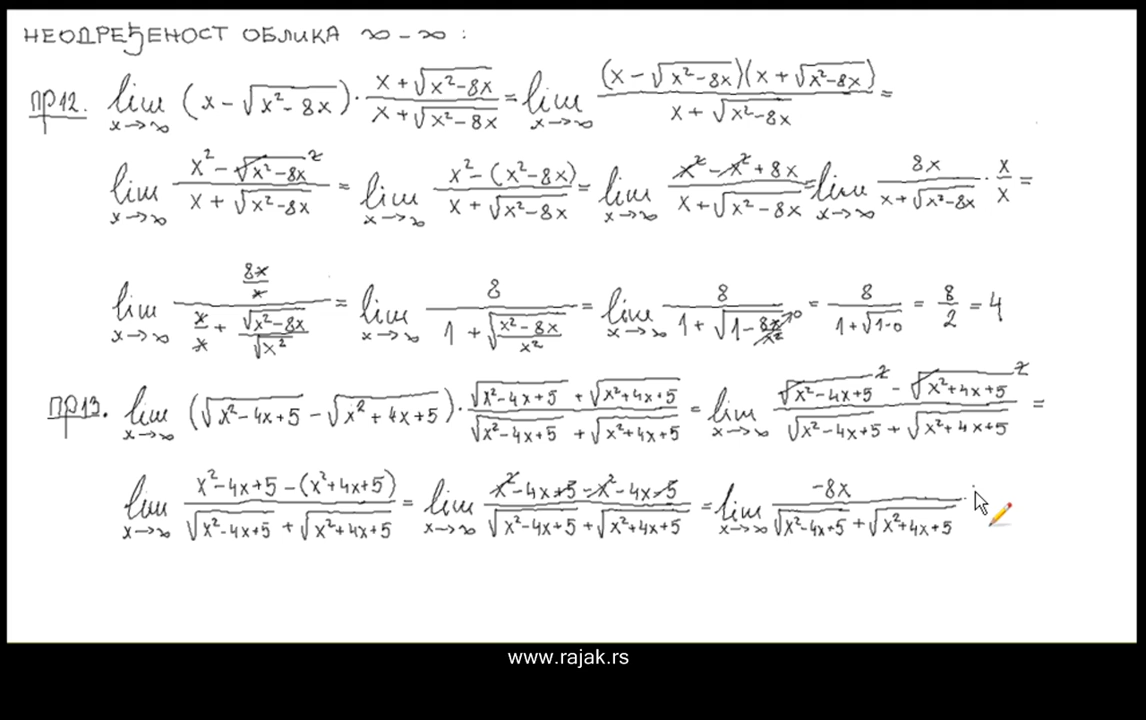 НЕОДРЕЂЕНОСТ ОБЛИКА ∞ - ∞ :
ПР12. lim x→∞ (x - √(x²-8x)) · (x + √(x²-8x))/(x + √(x²-8x)) = lim x→∞ ((x - √(x²-8x))(x + √(x²-8x)))/(x + √(x²-8x)) =
lim x→∞ (x² - √(x²-8x)²)/(x + √(x²-8x)) = lim x→∞ (x² - (x²-8x))/(x + √(x²-8x)) = lim x→∞ (x² - x² + 8x)/(x + √(x²-8x)) = lim x→∞ 8x/(x + √(x²-8x)) · x/x =
lim x→∞ (8x/x)/(x/x + √(x²-8x)/√(x²)) = lim x→∞ 8/(1 + √((x²-8x)/x²)) = lim x→∞ 8/(1 + √(1 - 8x/x²→0)) = 8/(1+√(1-0)) = 8/2 = 4
ПР13. lim x→∞ (√(x²-4x+5) - √(x²+4x+5)) · (√(x²-4x+5) + √(x²+4x+5))/(√(x²-4x+5) + √(x²+4x+5)) = lim x→∞ (√(x²-4x+5)² - √(x²+4x+5)²)/(√(x²-4x+5) + √(x²+4x+5)) =
lim x→∞ (x²-4x+5 - (x²+4x+5))/(√(x²-4x+5) + √(x²+4x+5)) = lim x→∞ (x²-4x+5 - x²-4x-5)/(√(x²-4x+5) + √(x²+4x+5)) = lim x→∞ -8x/(√(x²-4x+5) + √(x²+4x+5)) ·
www.rajak.rs